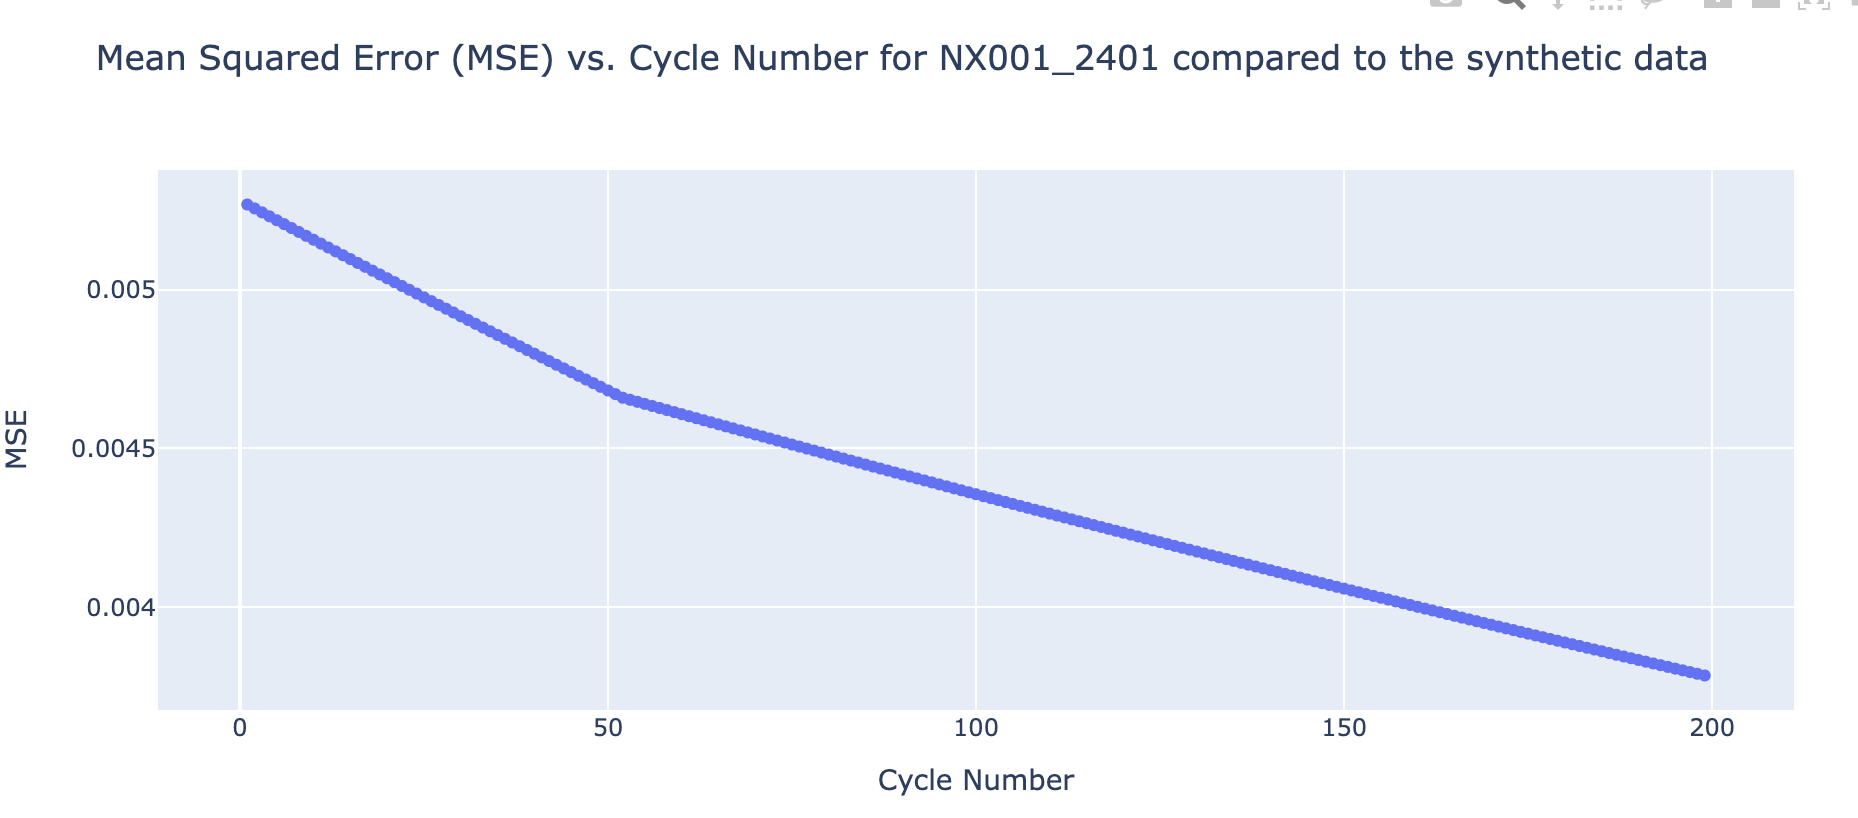 Mean Squared Error (MSE) vs. Cycle Number for NX001_2401 compared to the synthetic data
0.005
0.0045
0.004
MSE
0 50 100 150 200
Cycle Number